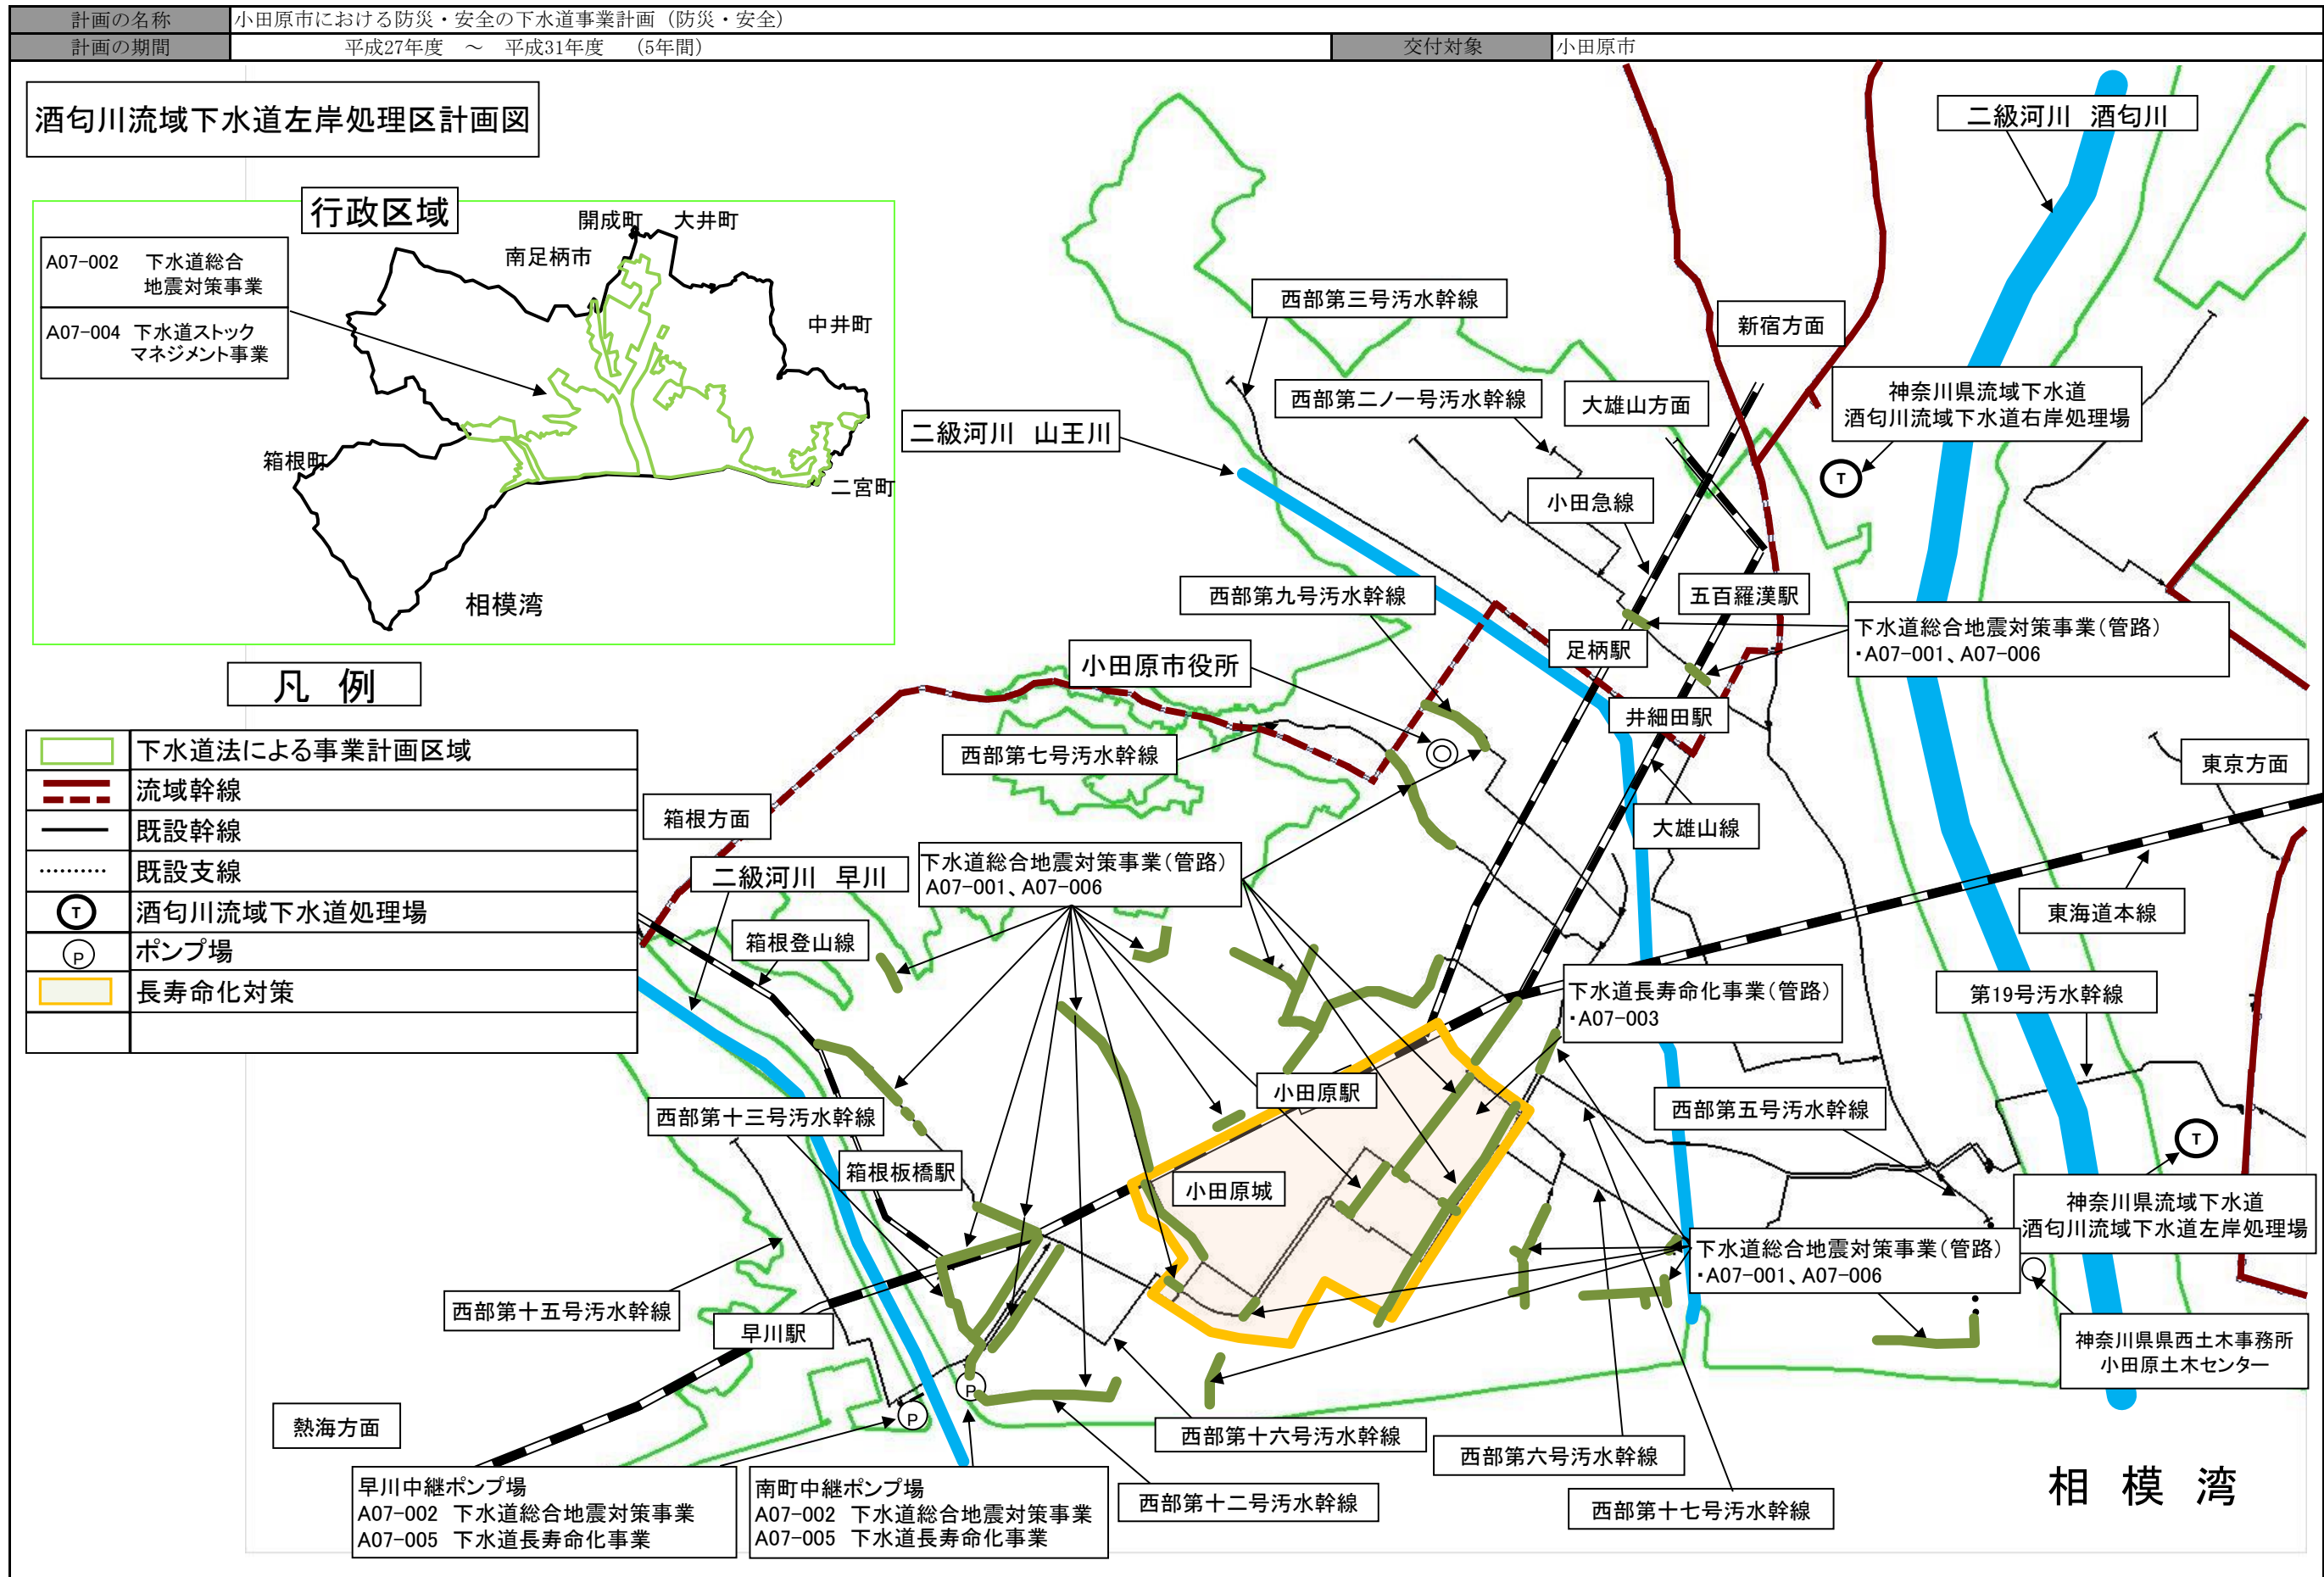 計画の名称 小田原市における防災・安全の下水道事業計画（防災・安全）
計画の期間 平成27年度 ～ 平成31年度 （5年間） 交付対象 小田原市
酒匂川流域下水道左岸処理区計画図
行政区域
開成町 大井町
南足柄市
中井町
箱根町
二宮町
相模湾
A07-002 下水道総合
地震対策事業
A07-004 下水道ストック
マネジメント事業
凡 例
下水道法による事業計画区域
流域幹線
既設幹線
既設支線
T 酒匂川流域下水道処理場
P ポンプ場
長寿命化対策
二級河川 酒匂川
西部第三号汚水幹線
新宿方面
西部第二ノ一号汚水幹線
大雄山方面
神奈川県流域下水道
酒匂川流域下水道右岸処理場
T
二級河川 山王川
小田急線
西部第九号汚水幹線
五百羅漢駅
下水道総合地震対策事業（管路）
・A07-001、A07-006
足柄駅
小田原市役所
井細田駅
西部第七号汚水幹線
東京方面
箱根方面
大雄山線
二級河川 早川
下水道総合地震対策事業（管路）
A07-001、A07-006
東海道本線
箱根登山線
下水道長寿命化事業（管路）
・A07-003
第19号汚水幹線
小田原駅
西部第十三号汚水幹線
西部第五号汚水幹線
T
箱根板橋駅
小田原城
神奈川県流域下水道
酒匂川流域下水道左岸処理場
下水道総合地震対策事業（管路）
・A07-001、A07-006
西部第十五号汚水幹線
早川駅
神奈川県県西土木事務所
小田原土木センター
P
P
熱海方面
西部第十六号汚水幹線
西部第六号汚水幹線
早川中継ポンプ場
A07-002 下水道総合地震対策事業
A07-005 下水道長寿命化事業
南町中継ポンプ場
A07-002 下水道総合地震対策事業
A07-005 下水道長寿命化事業
西部第十二号汚水幹線
西部第十七号汚水幹線
相 模 湾